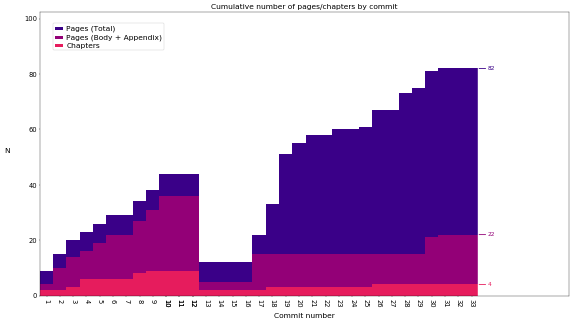 Cumulative number of pages/chapters by commit
100
80
60
40
20
0
N
Pages (Total)
Pages (Body + Appendix)
Chapters
82
22
4
1 2 3 4 5 6 7 8 9 10 11 12 13 14 15 16 17 18 19 20 21 22 23 24 25 26 27 28 29 30 31 32 33
Commit number